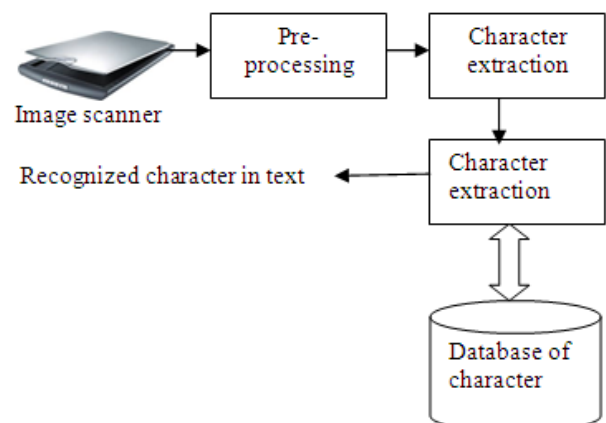 Pre-
processing
Character
extraction
Image scanner
Character
extraction
Recognized character in text
Database of
character